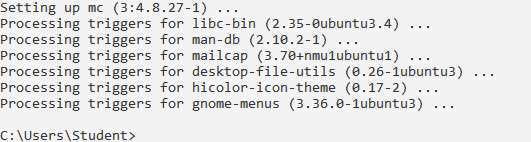 Setting up mc (3:4.8.27-1) ...
Processing triggers for libc-bin (2.35-0ubuntu3.4) ...
Processing triggers for man-db (2.10.2-1) ...
Processing triggers for mailcap (3.70+nmu1ubuntu1) ...
Processing triggers for desktop-file-utils (0.26-1ubuntu3) ...
Processing triggers for hicolor-icon-theme (0.17-2) ...
Processing triggers for gnome-menus (3.36.0-1ubuntu3) ...
C:\Users\Student>